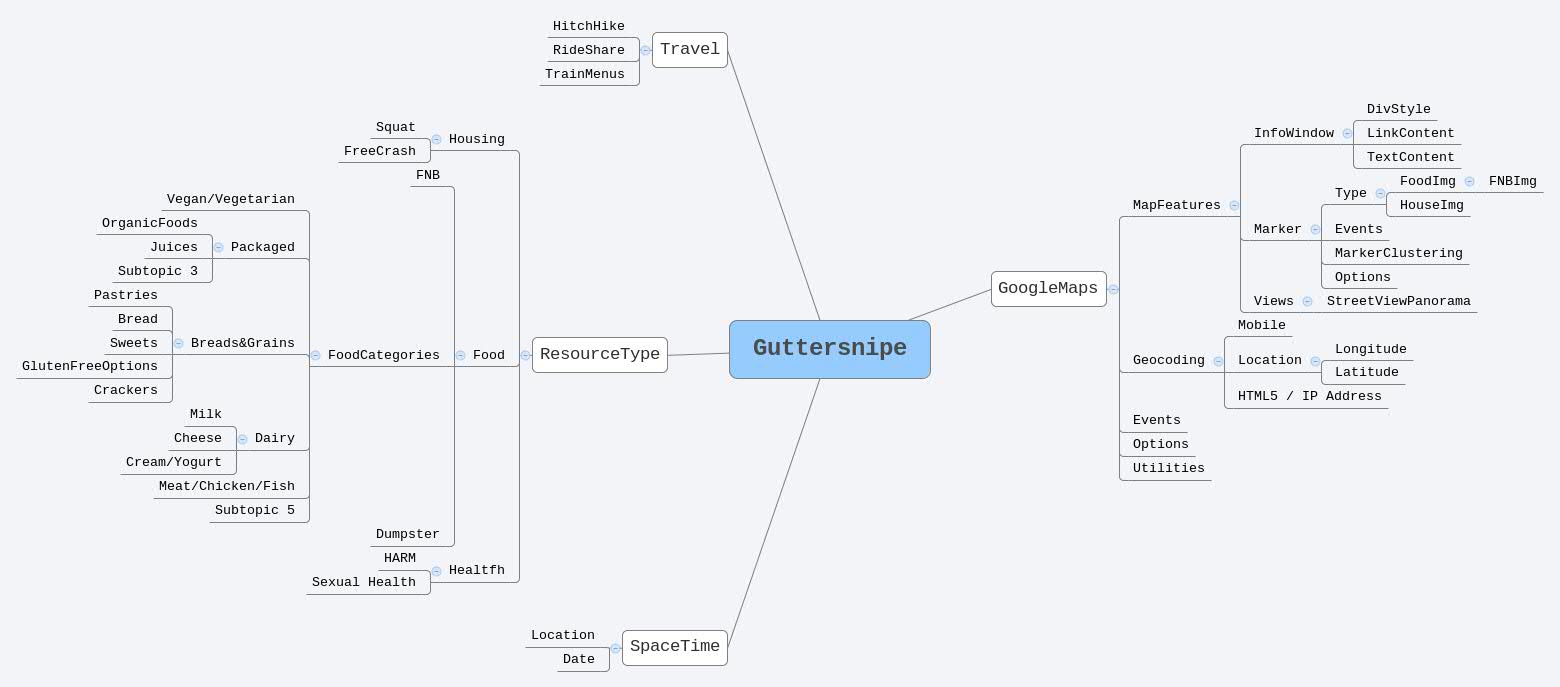 Guttersnipe
Travel
HitchHike
RideShare
TrainMenus
ResourceType
Housing
Squat
FreeCrash
Food
FNB
FoodCategories
Vegan/Vegetarian
Packaged
OrganicFoods
Juices
Subtopic 3
Breads&Grains
Pastries
Bread
Sweets
GlutenFreeOptions
Crackers
Dairy
Milk
Cheese
Cream/Yogurt
Meat/Chicken/Fish
Subtopic 5
Dumpster
Healtfh
HARM
Sexual Health
SpaceTime
Location
Date
GoogleMaps
MapFeatures
InfoWindow
DivStyle
LinkContent
TextContent
Marker
Type
FoodImg
FNBImg
HouseImg
Events
MarkerClustering
Options
Views
StreetViewPanorama
Geocoding
Mobile
Location
Longitude
Latitude
HTML5 / IP Address
Events
Options
Utilities